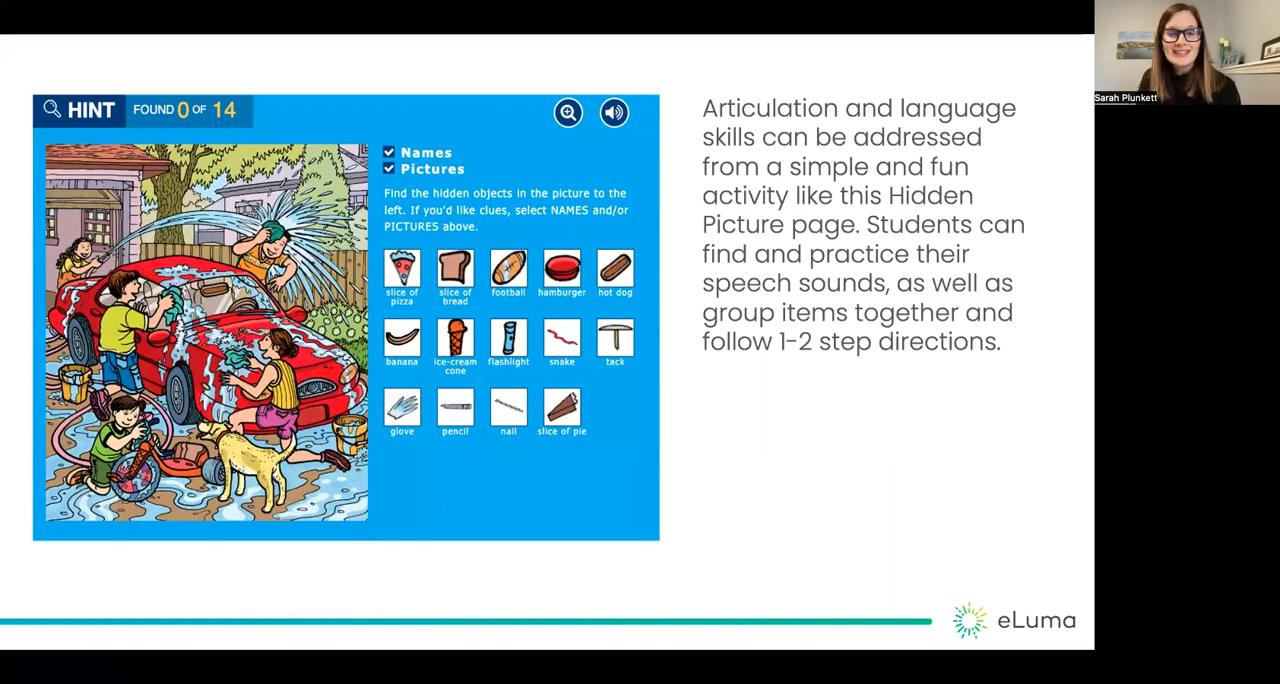 HINT
FOUND 0 OF 14
Names
Pictures
Find the hidden objects in the picture to the
left. If you'd like clues, select NAMES and/or
PICTURES above.
slice of
pizza
slice of
bread
football
hamburger
hot dog
banana
ice-cream
cone
flashlight
snake
tack
glove
pencil
nail
slice of pie
Articulation and language
skills can be addressed
from a simple and fun
activity like this Hidden
Picture page. Students can
find and practice their
speech sounds, as well as
group items together and
follow 1-2 step directions.
eLuma
Sarah Plunkett